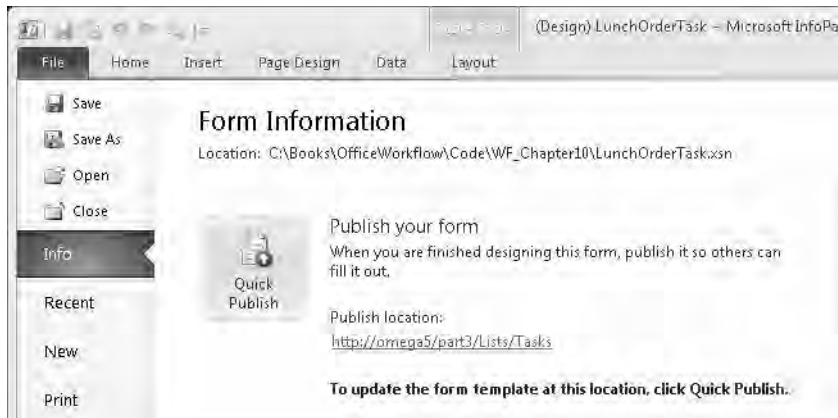 (Design) LunchOrderTask - Microsoft InfoPa
File Home Insert Page Design Data Layout
Save
Save As
Open
Close
Info
Recent
New
Print
Form Information
Location: C:\Books\OfficeWorkflow\Code\WF_Chapter10\LunchOrderTask.xsn
Quick
Publish
Publish your form
When you are finished designing this form, publish it so others can
fill it out.
Publish location:
http://omega5/part3/Lists/Tasks
To update the form template at this location, click Quick Publish.